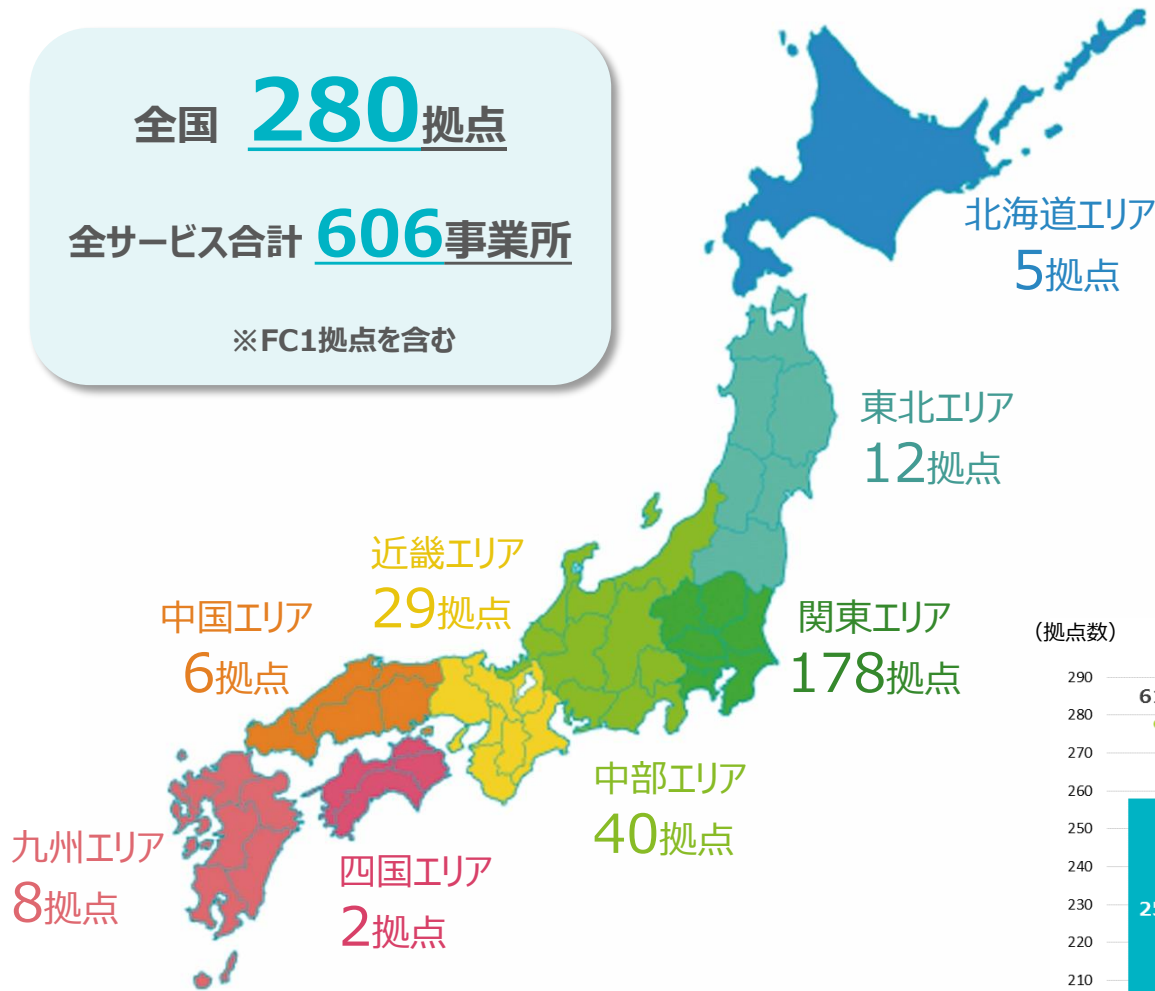 全国 280拠点
全サービス合計 606事業所
※FC1拠点を含む
北海道エリア
5拠点
東北エリア
12拠点
近畿エリア
29拠点
中国エリア
6拠点
関東エリア
178拠点
中部エリア
40拠点
九州エリア
8拠点
四国エリア
2拠点
（拠点数）
290
280
270
260
250
240
230
220
210